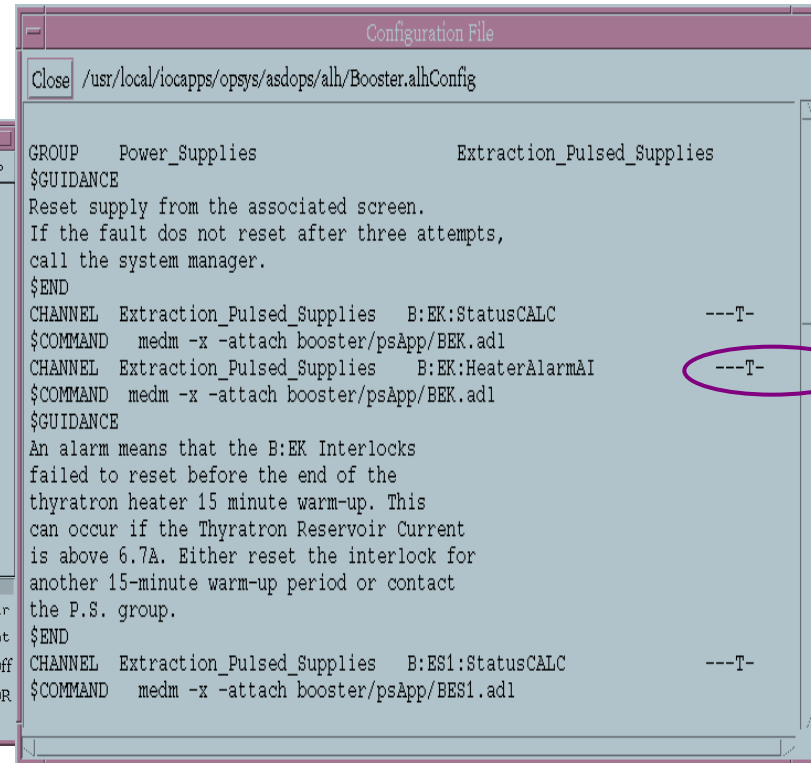 Configuration File
Close /usr/local/iocapps/opsys/asdops/alh/Booster.alhConfig
GROUP Power_Supplies Extraction_Pulsed_Supplies
$GUIDANCE
Reset supply from the associated screen.
If the fault dos not reset after three attempts,
call the system manager.
$END
CHANNEL Extraction_Pulsed_Supplies B:EK:StatusCALC ---T-
$COMMAND medm -x -attach booster/psApp/BEK.adl
CHANNEL Extraction_Pulsed_Supplies B:EK:HeaterAlarmAI ---T-
$COMMAND medm -x -attach booster/psApp/BEK.adl
$GUIDANCE
An alarm means that the B:EK Interlocks
failed to reset before the end of the
thyratron heater 15 minute warm-up. This
can occur if the Thyratron Reservoir Current
is above 6.7A. Either reset the interlock for
another 15-minute warm-up period or contact
the P.S. group.
$END
CHANNEL Extraction_Pulsed_Supplies B:ES1:StatusCALC ---T-
$COMMAND medm -x -attach booster/psApp/BES1.adl